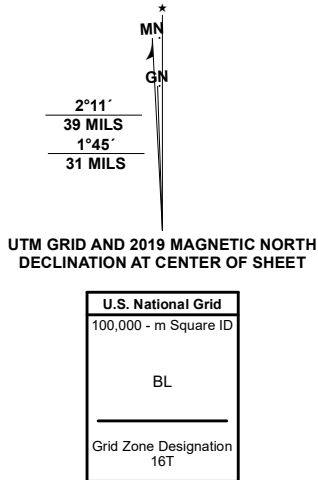 MN
GN
2°11´
39 MILS
1°45´
31 MILS
UTM GRID AND 2019 MAGNETIC NORTH
DECLINATION AT CENTER OF SHEET
U.S. National Grid
100,000 - m Square ID
BL
Grid Zone Designation
16T